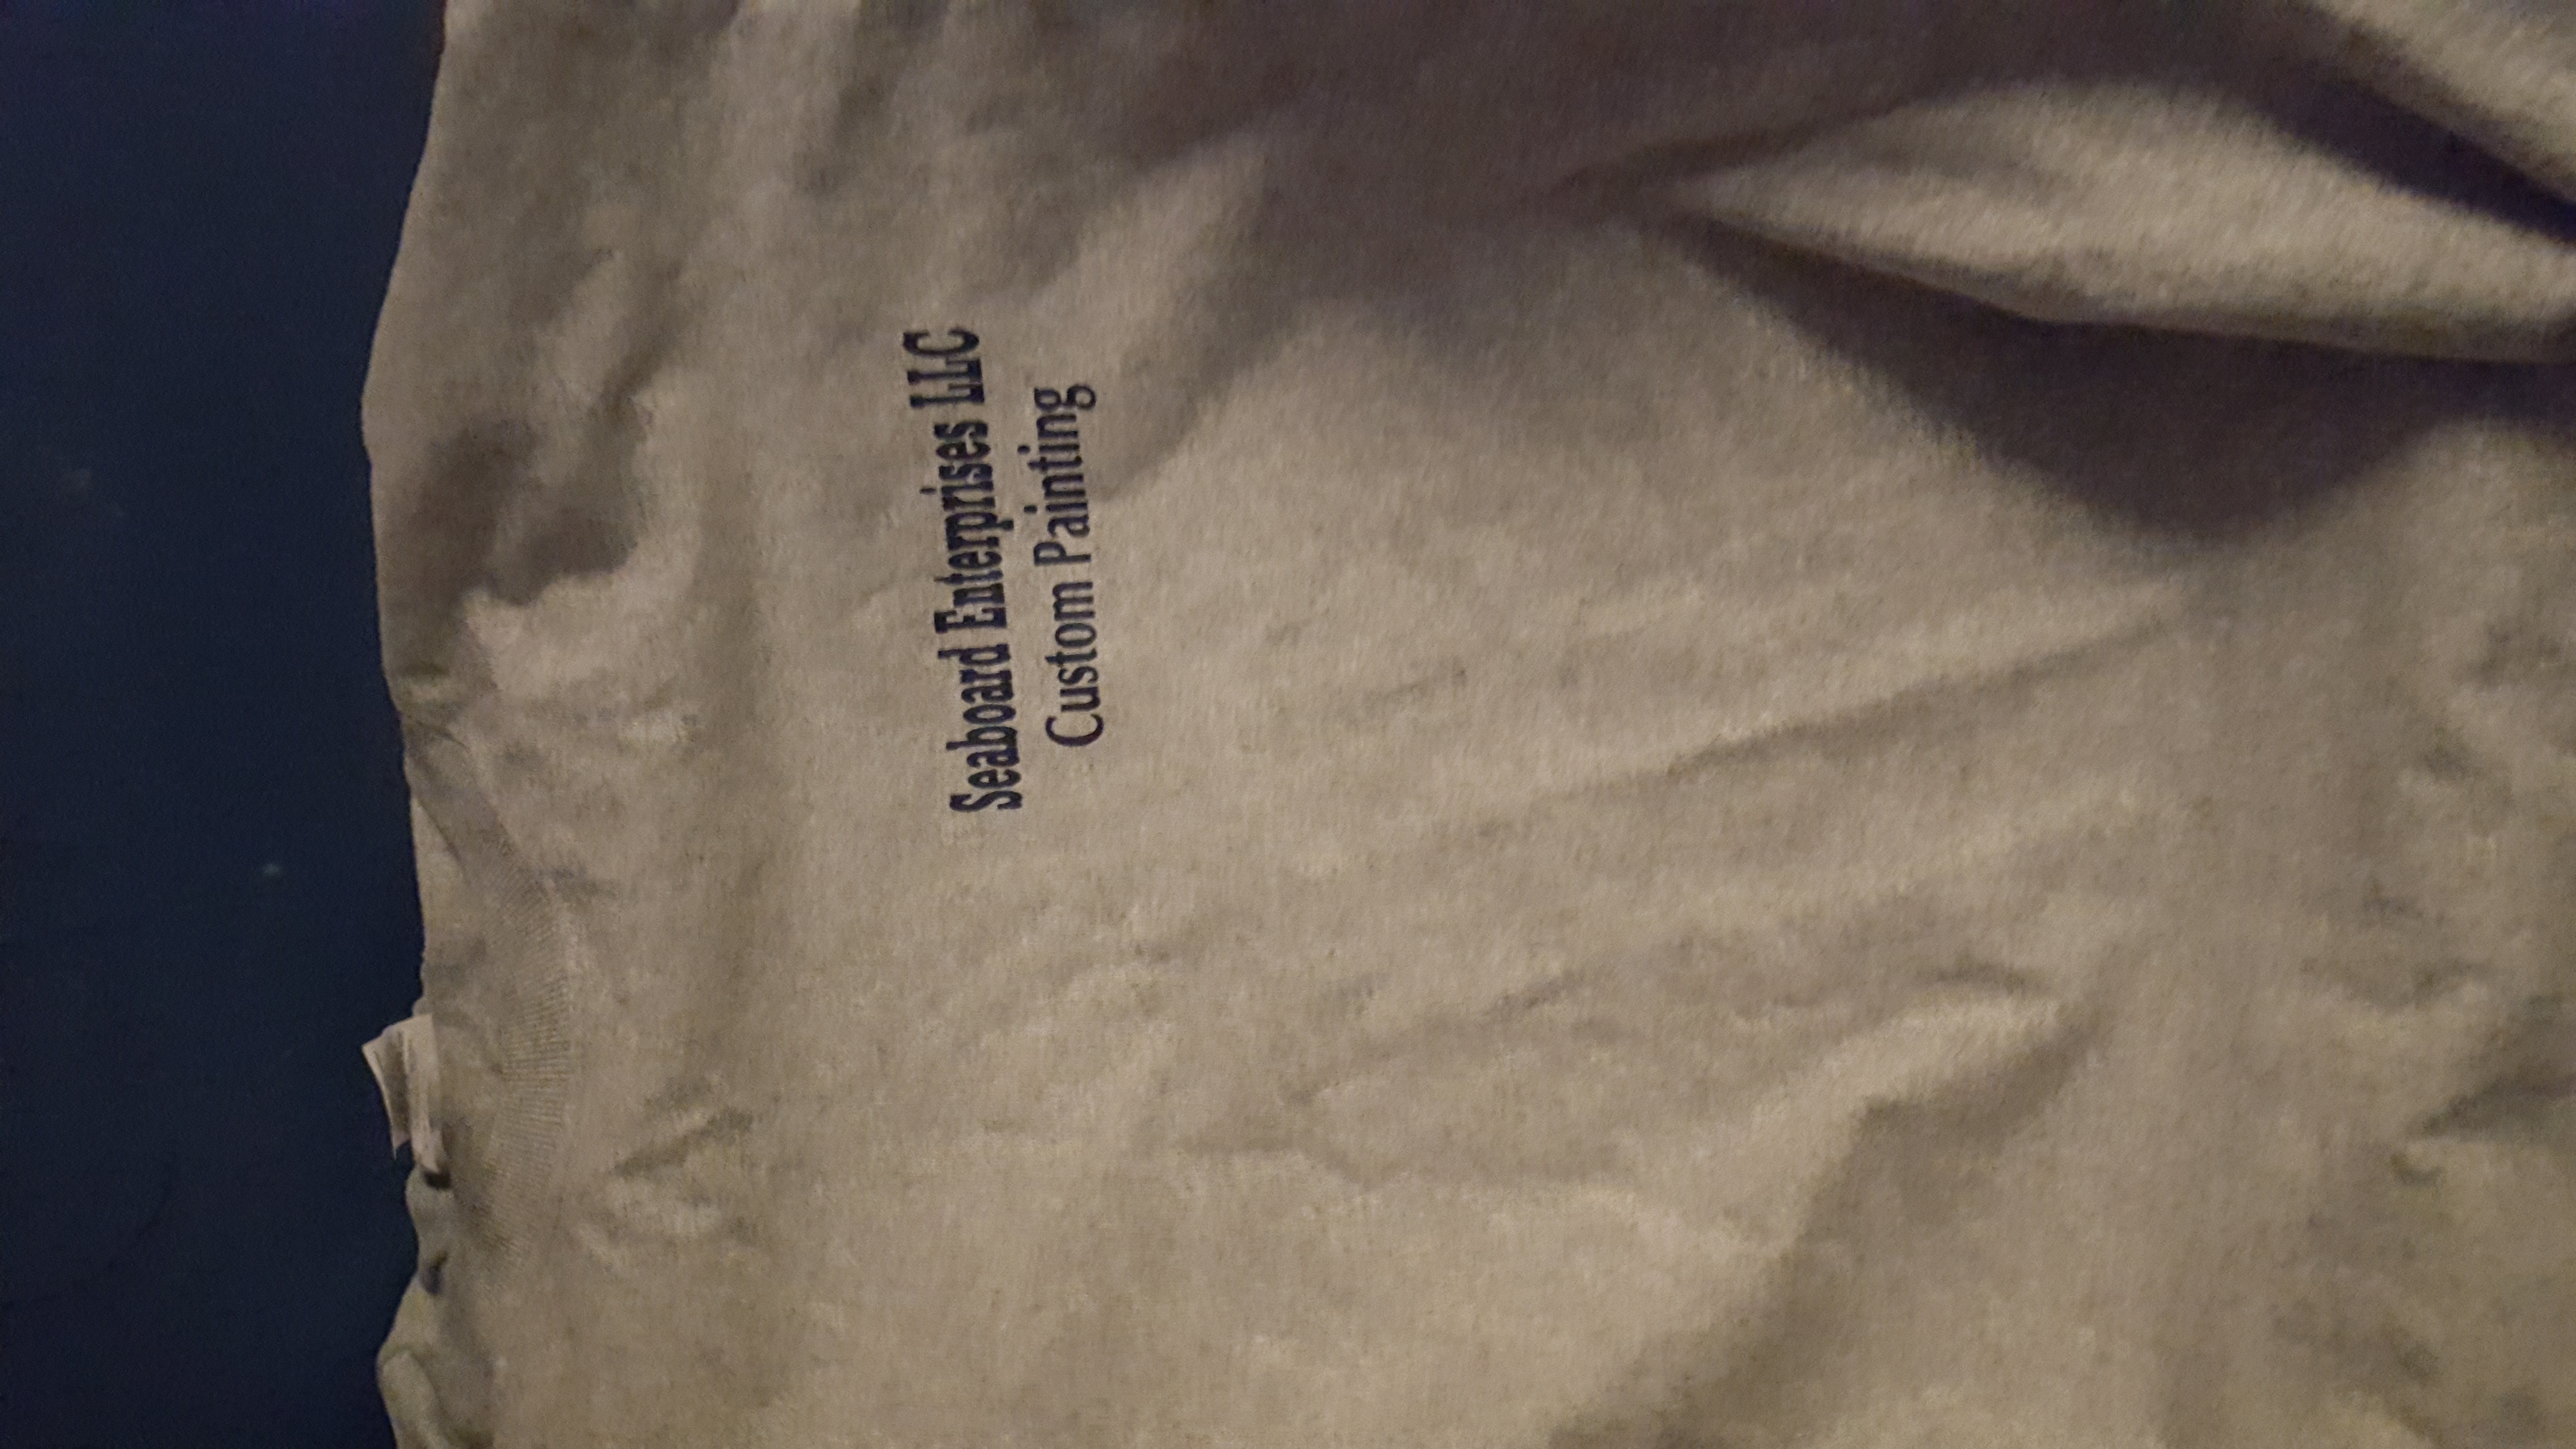 Seaboard Enterprises LLC
Custom Painting